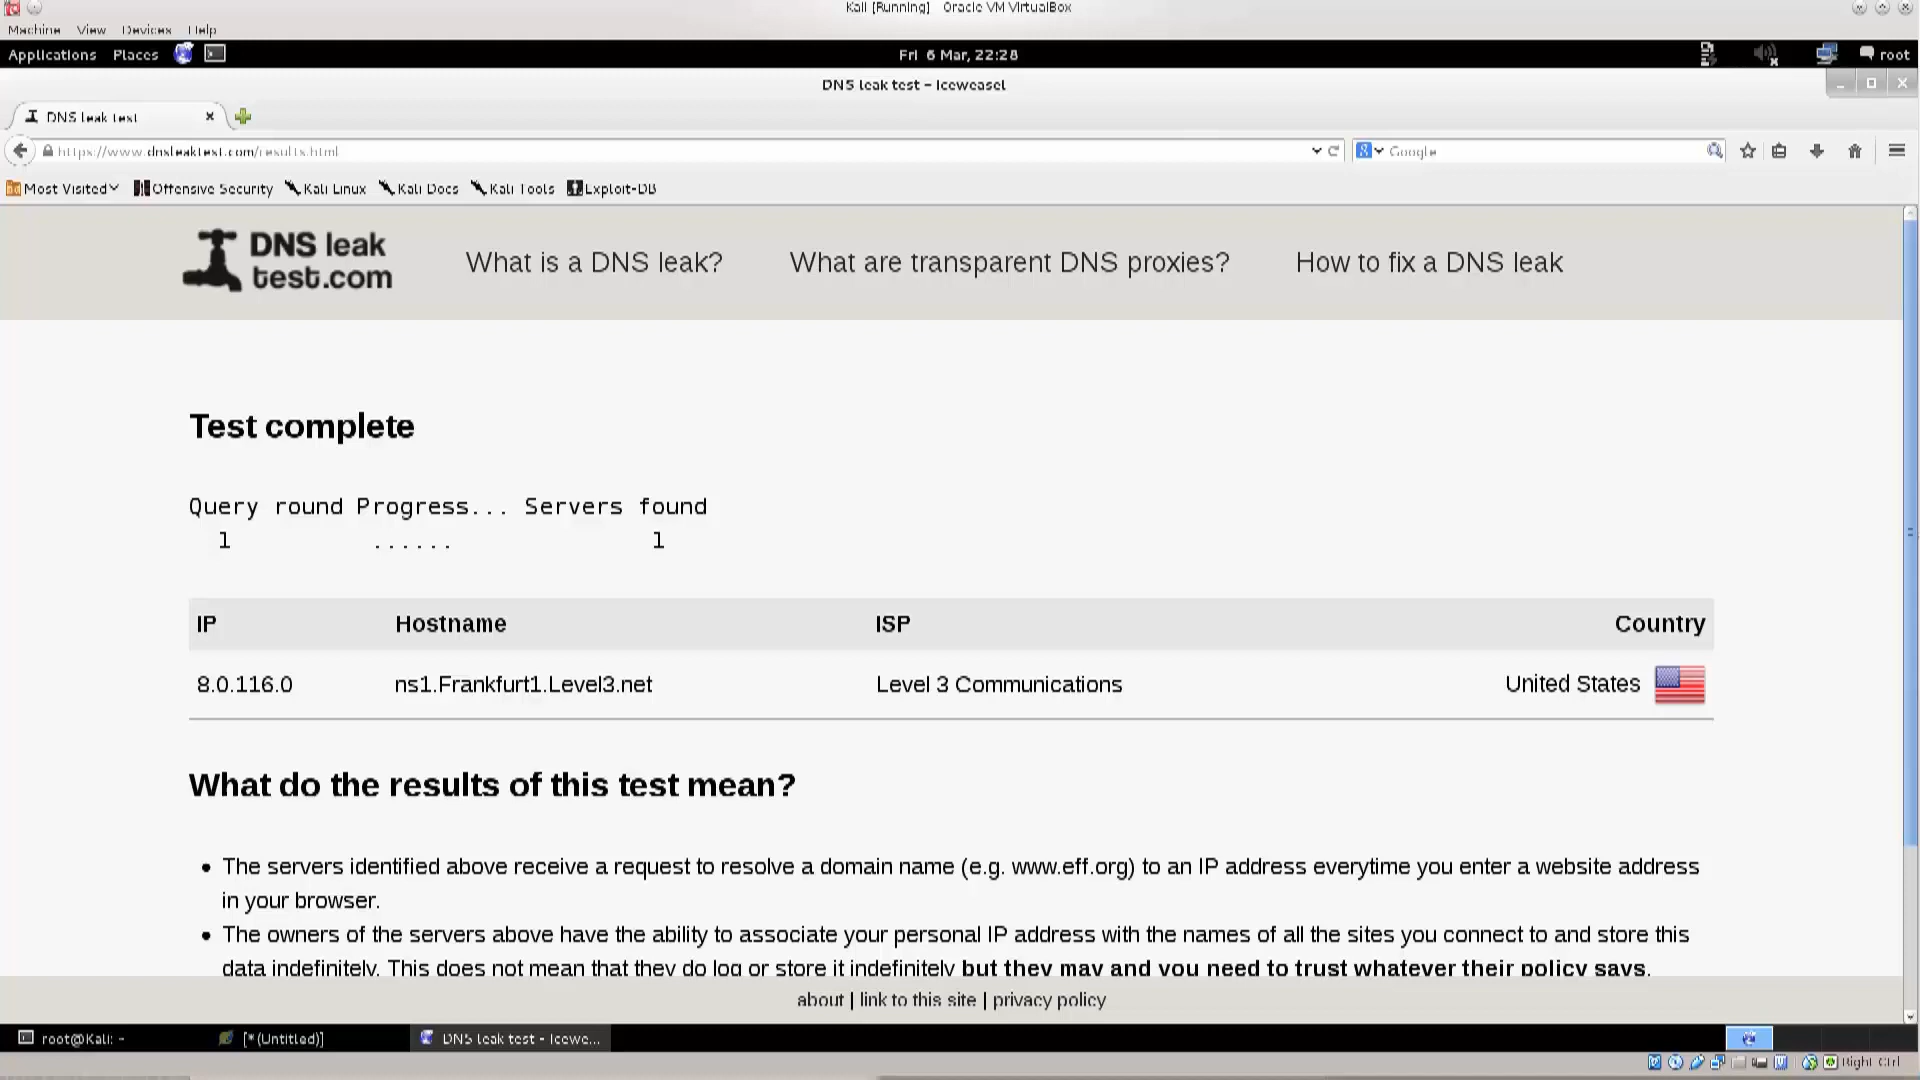 Kali [Running] - Oracle VM VirtualBox
Machine View Devices Help
Applications Places Fri 6 Mar, 22:28 root
DNS leak test - Iceweasel
DNS leak test
https://www.dnsleaktest.com/results.html Google
Most Visited Offensive Security Kali Linux Kali Docs Kali Tools Exploit-DB
DNS leak
test.com
What is a DNS leak? What are transparent DNS proxies? How to fix a DNS leak
Test complete
Query round Progress... Servers found
1 ...... 1
IP Hostname ISP Country
8.0.116.0 ns1.Frankfurt1.Level3.net Level 3 Communications United States
What do the results of this test mean?
• The servers identified above receive a request to resolve a domain name (e.g. www.eff.org) to an IP address everytime you enter a website address
in your browser.
• The owners of the servers above have the ability to associate your personal IP address with the names of all the sites you connect to and store this
data indefinitely. This does not mean that they do log or store it indefinitely but they may and you need to trust whatever their policy says.
about | link to this site | privacy policy
root@Kali: ~ [*(Untitled)] DNS leak test - Icewe...
Right Ctrl